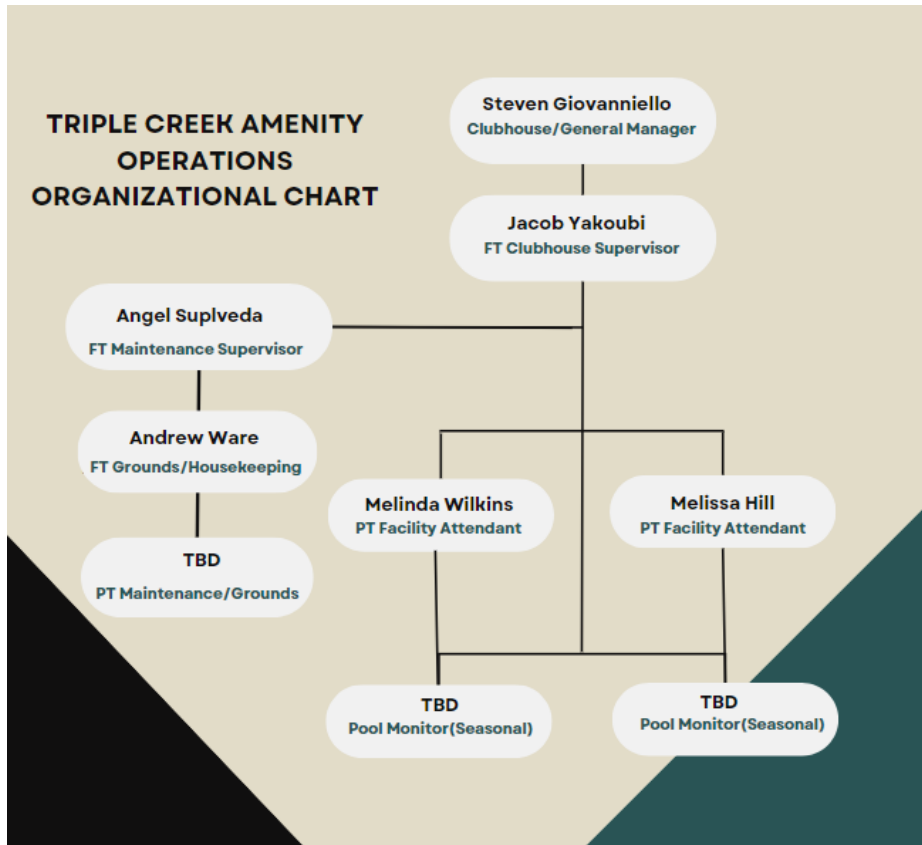 TRIPLE CREEK AMENITY
OPERATIONS
ORGANIZATIONAL CHART
Steven Giovanniello
Clubhouse/General Manager
Jacob Yakoubi
FT Clubhouse Supervisor
Angel Suplveda
FT Maintenance Supervisor
Andrew Ware
FT Grounds/Housekeeping
TBD
PT Maintenance/Grounds
Melinda Wilkins
PT Facility Attendant
Melissa Hill
PT Facility Attendant
TBD
Pool Monitor(Seasonal)
TBD
Pool Monitor(Seasonal)